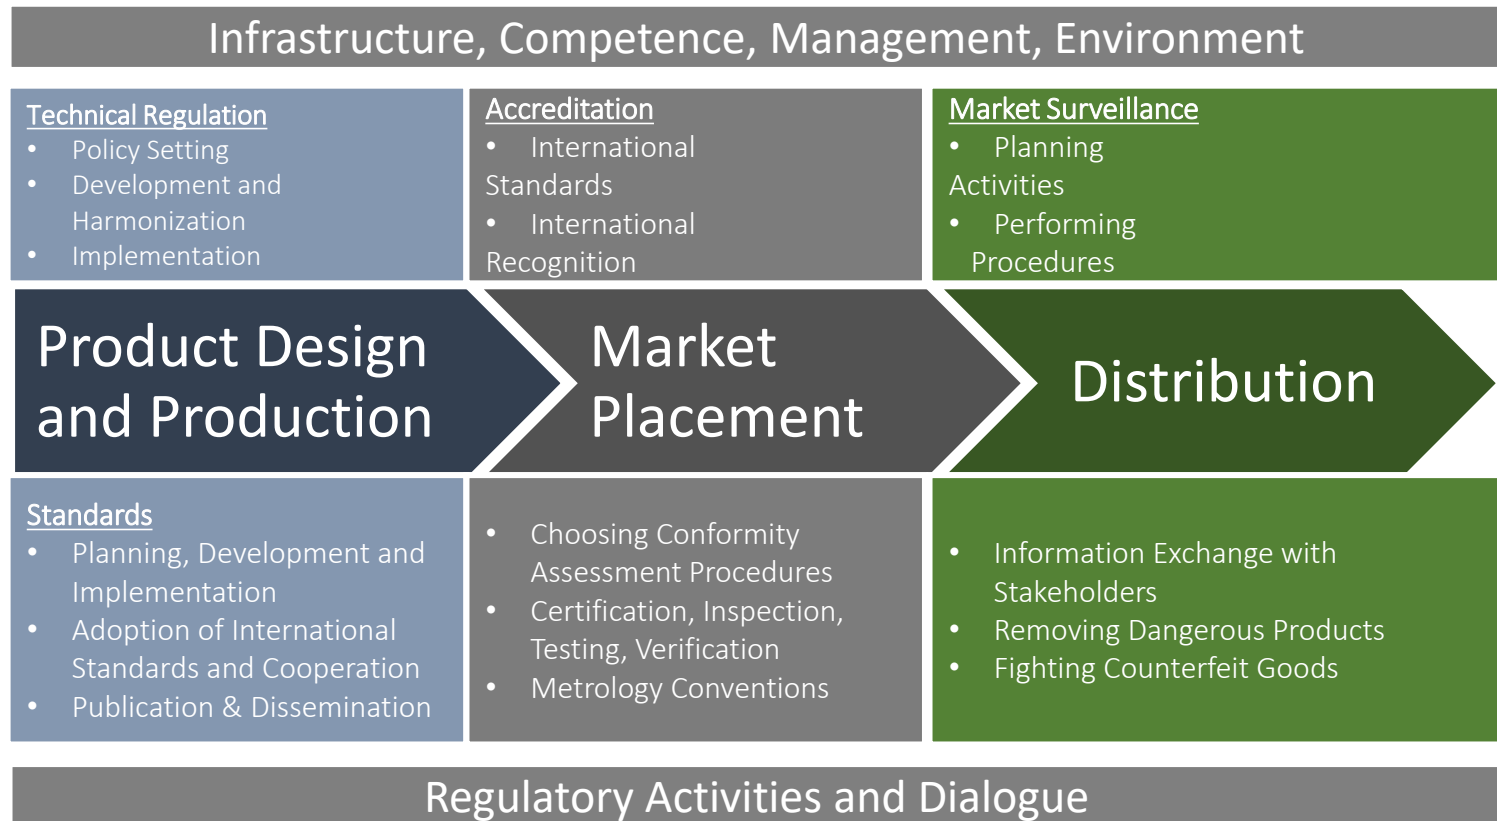 Infrastructure, Competence, Management, Environment
Technical Regulation
• Policy Setting
• Development and
Harmonization
• Implementation
Accreditation
• International
Standards
• International
Recognition
Market Surveillance
• Planning
Activities
• Performing
Procedures
Product Design
and Production
Market
Placement
Distribution
Standards
• Planning, Development and
Implementation
• Adoption of International
Standards and Cooperation
• Publication & Dissemination
• Choosing Conformity
Assessment Procedures
• Certification, Inspection,
Testing, Verification
• Metrology Conventions
• Information Exchange with
Stakeholders
• Removing Dangerous Products
• Fighting Counterfeit Goods
Regulatory Activities and Dialogue